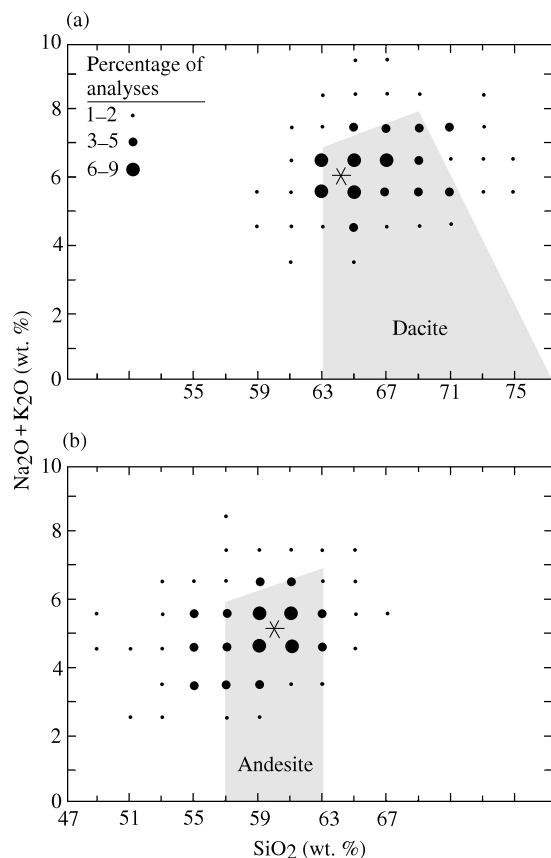 (a)
10
8
6
4
2
0
Percentage of
analyses
1–2
3–5
6–9
Dacite
55 59 63 67 71 75
Na2O+K2O (wt. %)
(b)
10
8
6
4
2
0
Andesite
47 51 55 59 63 67
SiO2 (wt. %)